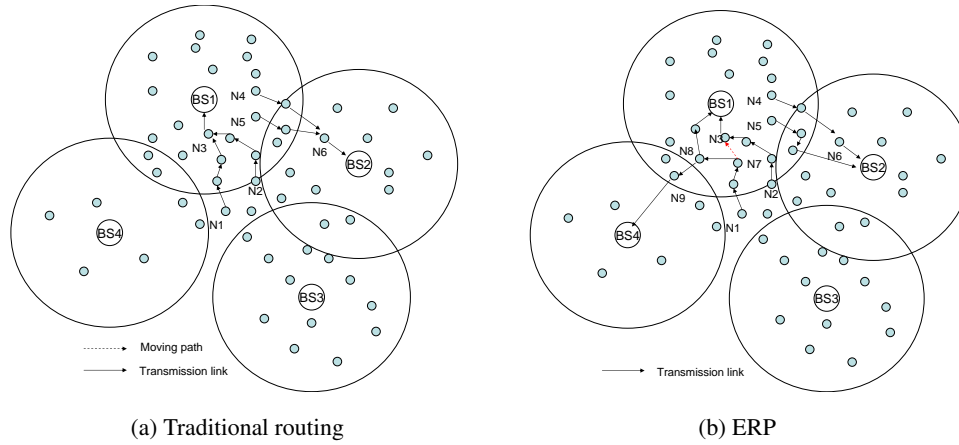 BS1
N4
N5
N3
N6
BS2
N2
N1
BS4
BS3
Moving path
Transmission link
(a) Traditional routing
BS1
N4
N5
N3
N8
N6
N7
BS2
N9
N2
N1
BS4
BS3
Transmission link
(b) ERP